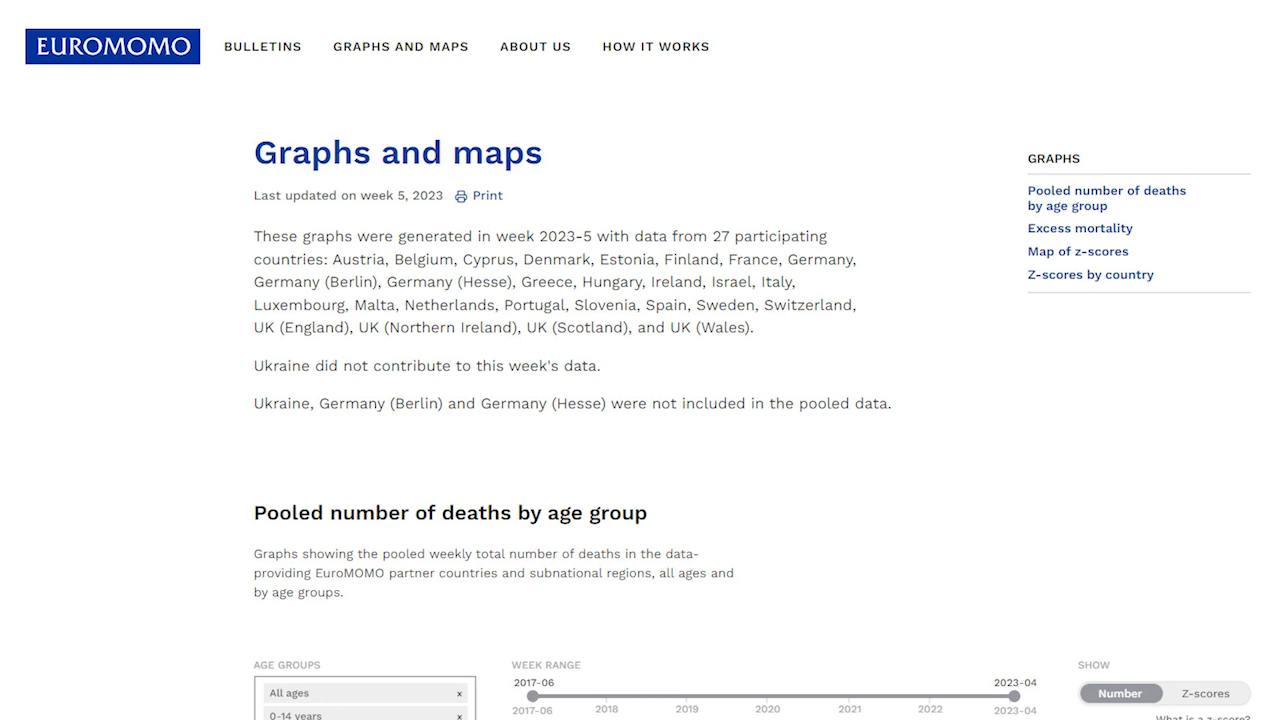 EUROMOMO
BULLETINS
GRAPHS AND MAPS
ABOUT US
HOW IT WORKS
Graphs and maps
Last updated on week 5, 2023
Print
These graphs were generated in week 2023-5 with data from 27 participating
countries: Austria, Belgium, Cyprus, Denmark, Estonia, Finland, France, Germany,
Germany (Berlin), Germany (Hesse), Greece, Hungary, Ireland, Israel, Italy,
Luxembourg, Malta, Netherlands, Portugal, Slovenia, Spain, Sweden, Switzerland,
UK (England), UK (Northern Ireland), UK (Scotland), and UK (Wales).
Ukraine did not contribute to this week's data.
Ukraine, Germany (Berlin) and Germany (Hesse) were not included in the pooled data.
GRAPHS
Pooled number of deaths
by age group
Excess mortality
Map of z-scores
Z-scores by country
Pooled number of deaths by age group
Graphs showing the pooled weekly total number of deaths in the data-
providing EuroMOMO partner countries and subnational regions, all ages and
by age groups.
AGE GROUPS
All ages x
0-14 years x
WEEK RANGE
2017-06 2023-04
2017-06 2018 2019 2020 2021 2022 2023-04
SHOW
Number Z-scores
What is a z-score?